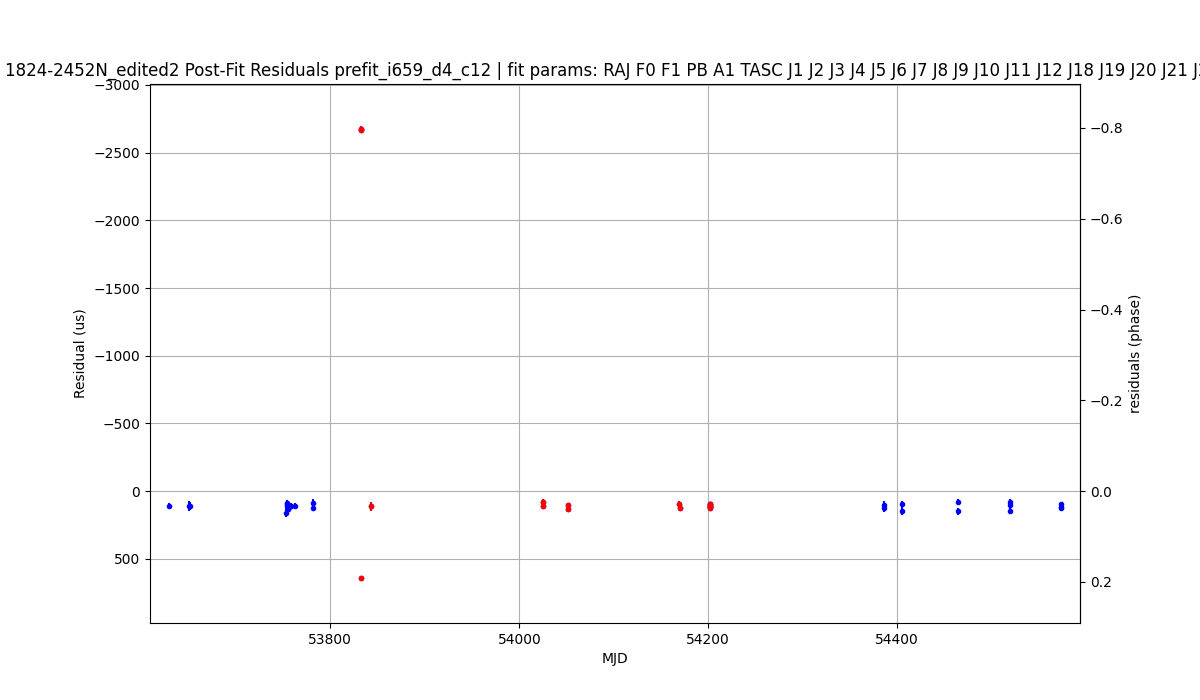 1824-2452N_edited2 Post-Fit Residuals prefit_i659_d4_c12 | fit params: RAJ F0 F1 PB A1 TASC J1 J2 J3 J4 J5 J6 J7 J8 J9 J10 J11 J12 J18 J19 J20 J21
−3000
−2500
−2000
−1500
−1000
−500
0
500
Residual (us)
−0.8
−0.6
−0.4
−0.2
0.0
0.2
residuals (phase)
53800 54000 54200 54400
MJD